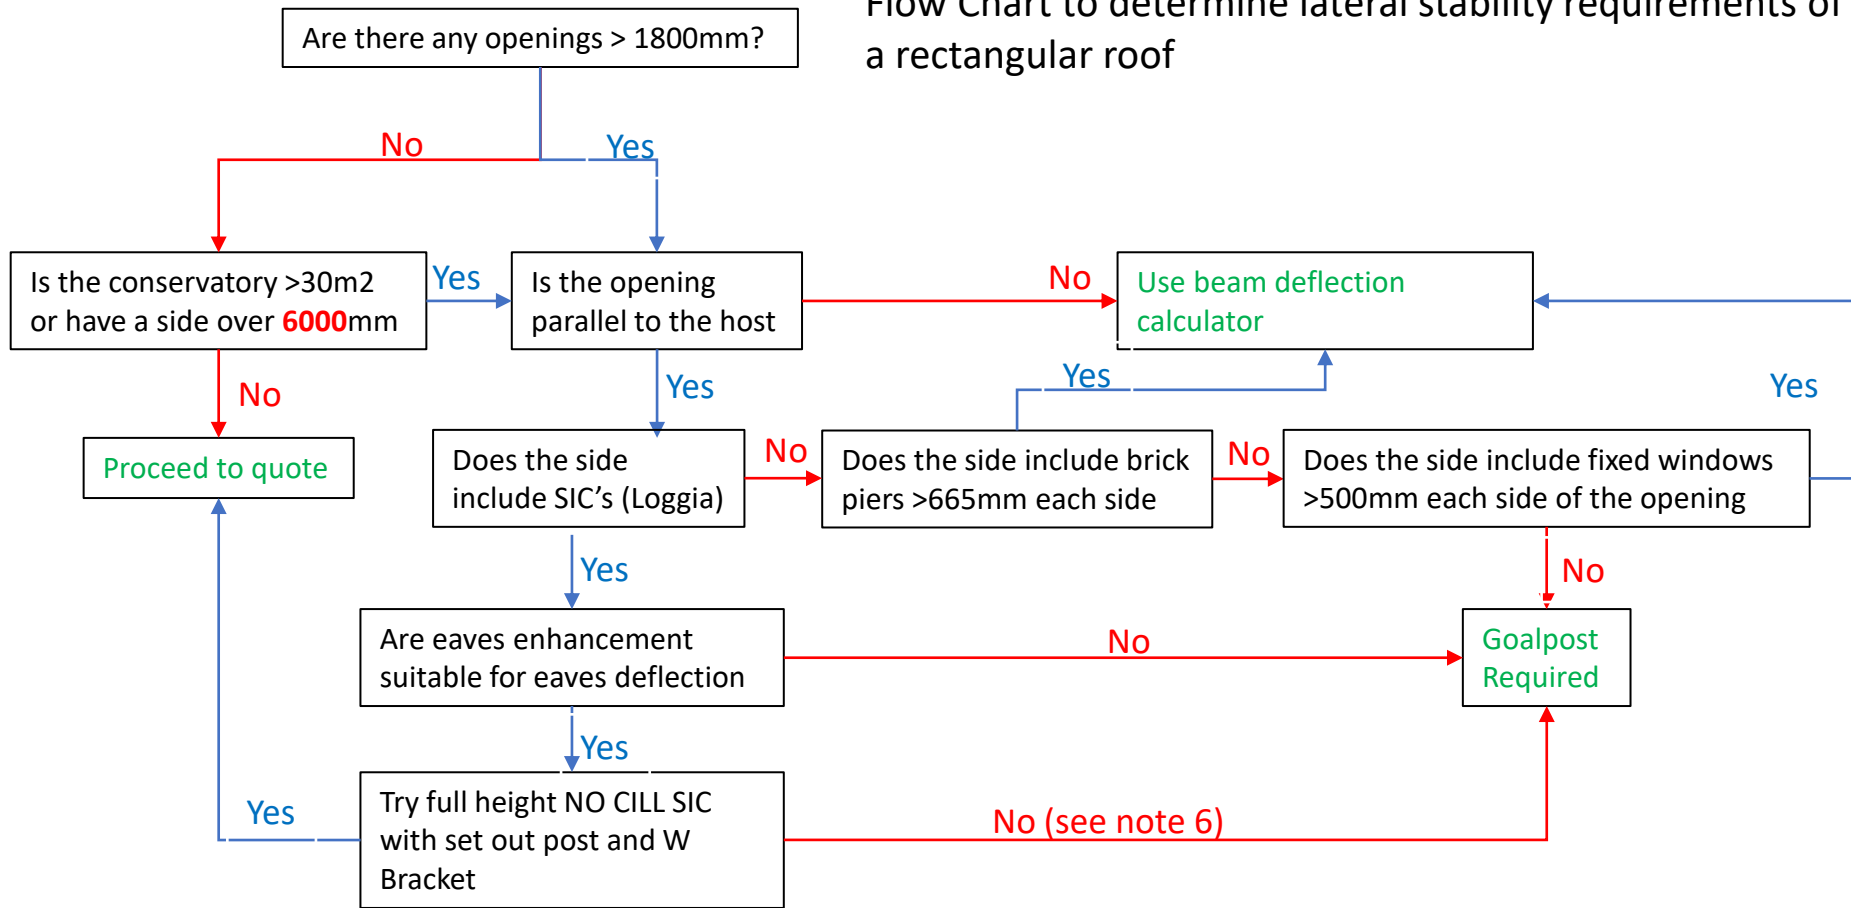 Flow Chart to determine lateral stability requirements of
a rectangular roof
Are there any openings > 1800mm?
No
Yes
Is the conservatory >30m2
or have a side over 6000mm
Yes
Is the opening
parallel to the host
No
Use beam deflection
calculator
No
Yes
Yes
Yes
Proceed to quote
Does the side
include SIC's (Loggia)
No
Does the side include brick
piers >665mm each side
No
Does the side include fixed windows
>500mm each side of the opening
Yes
No
Are eaves enhancement
suitable for eaves deflection
No
Goalpost
Required
Yes
Yes
Try full height NO CILL SIC
with set out post and W
Bracket
No (see note 6)